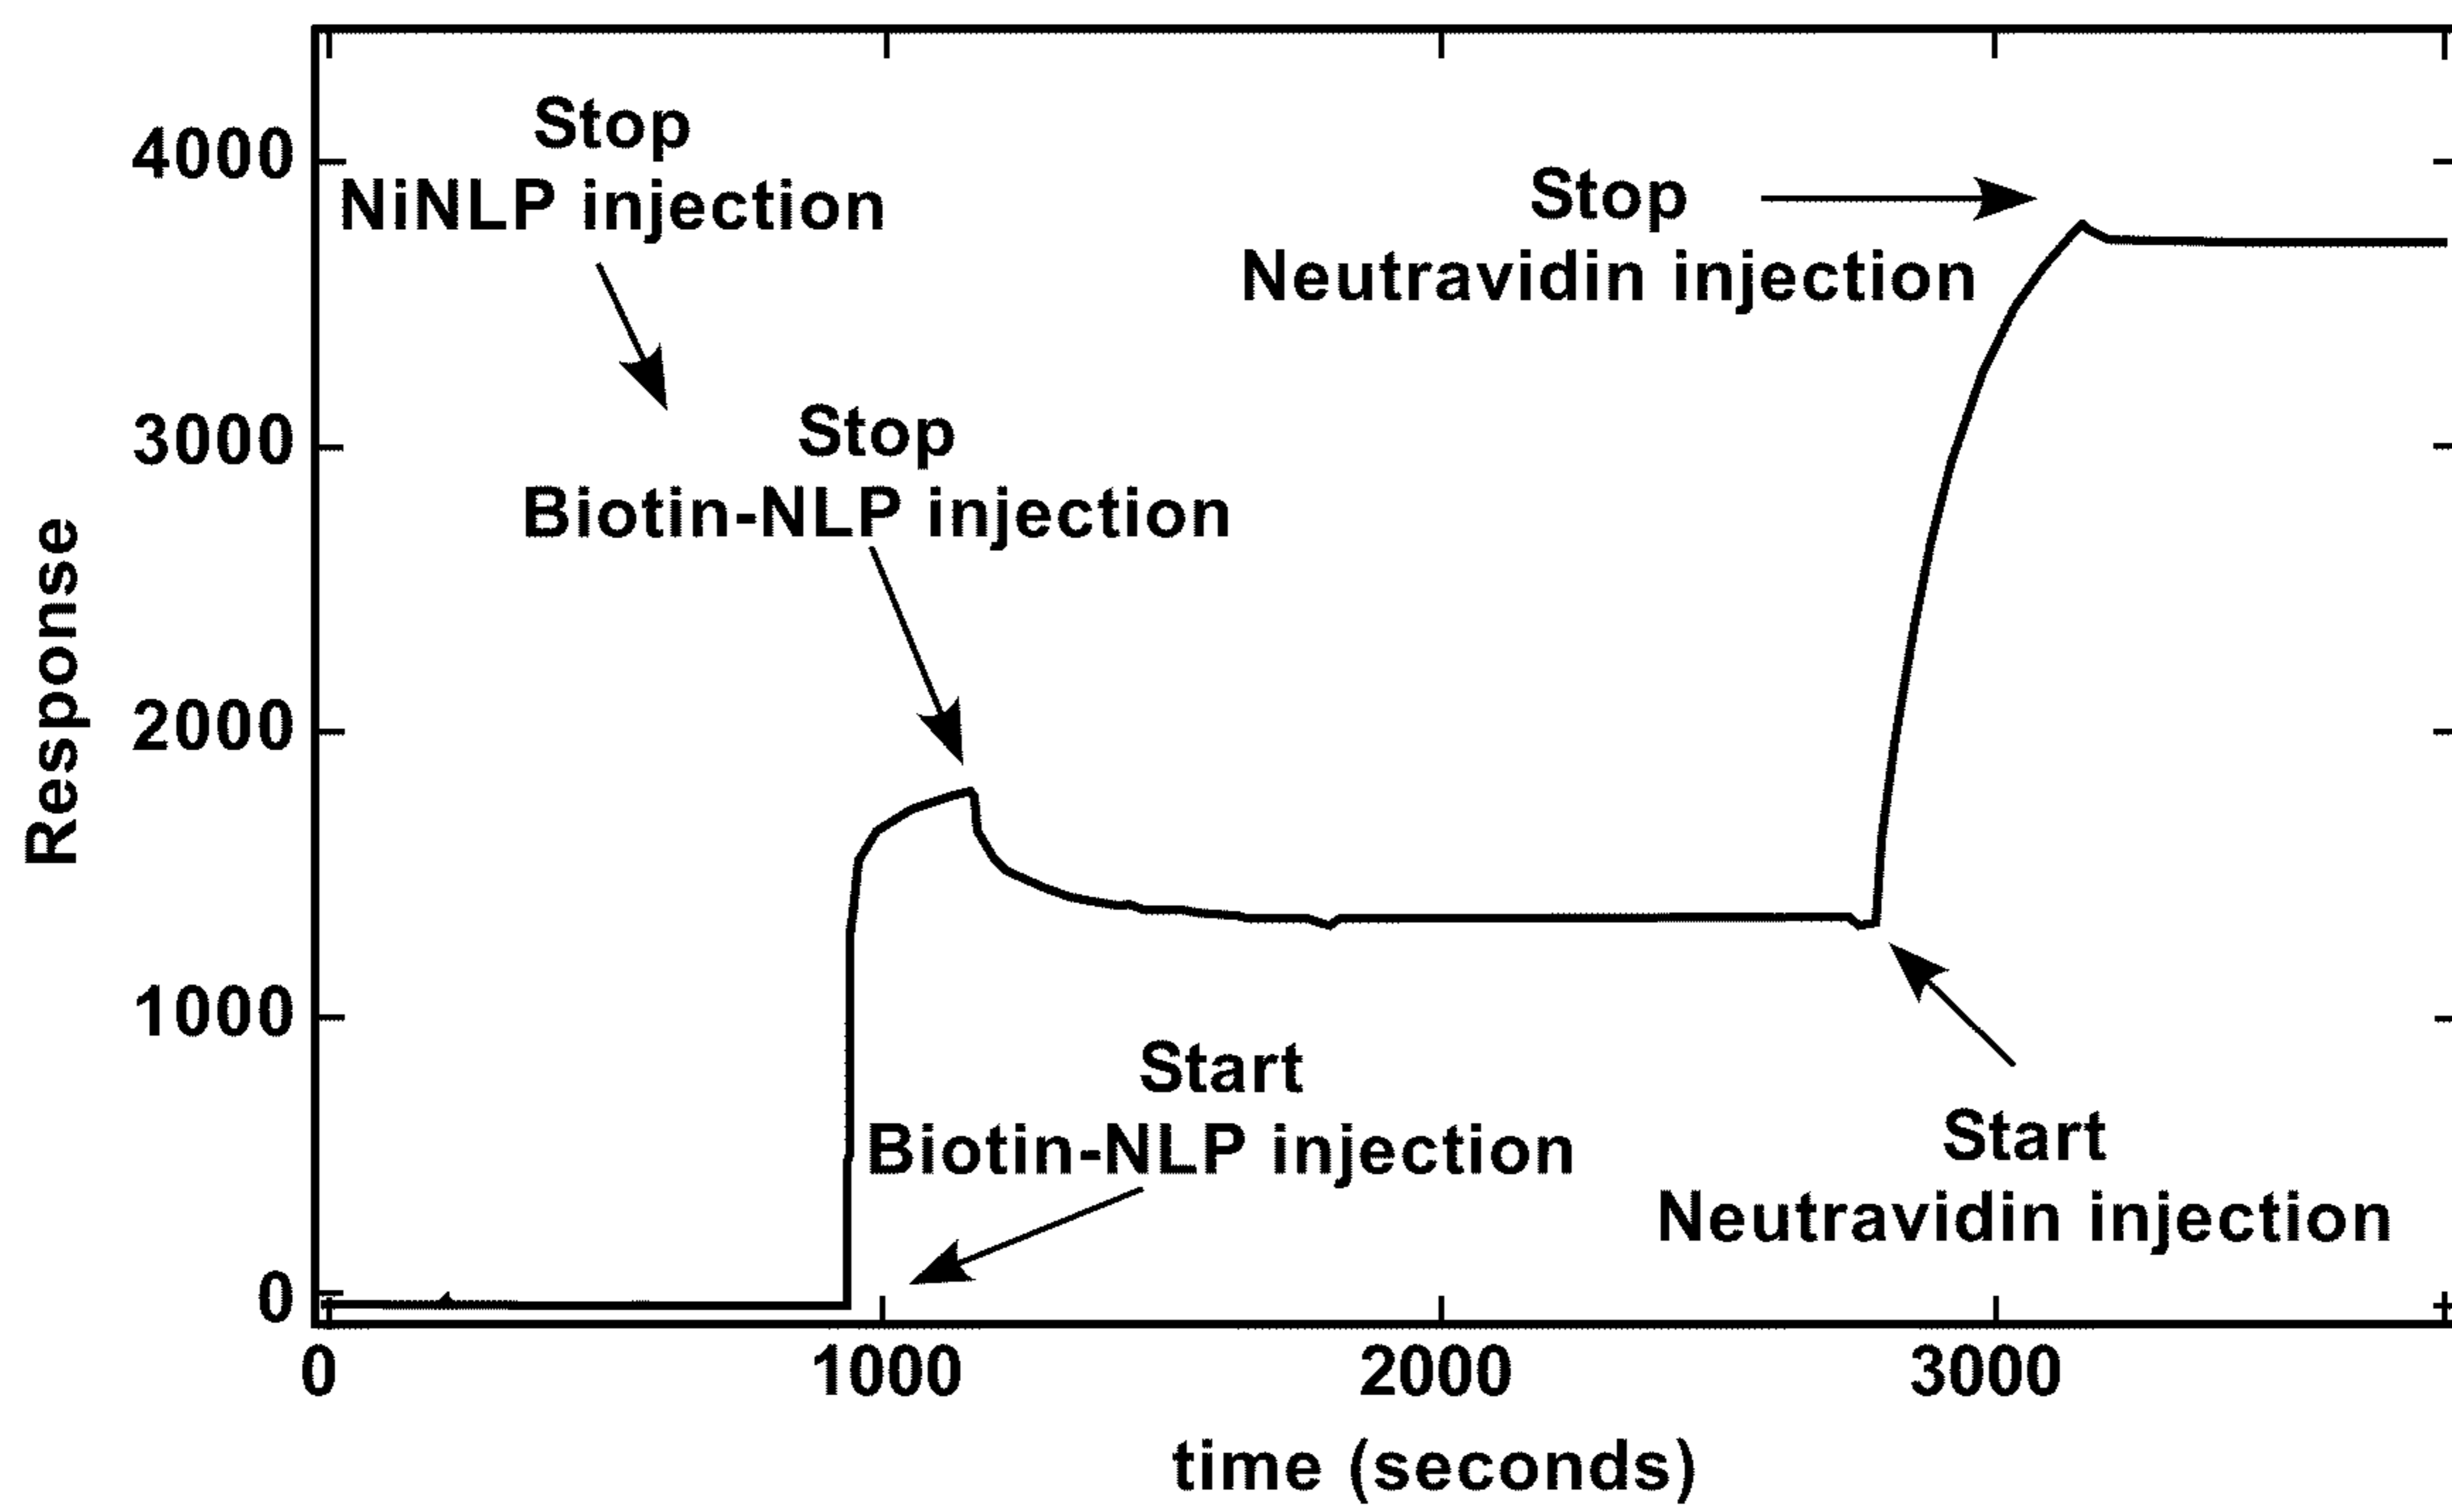 4000
3000
2000
1000
0
Response
Stop
NiNLP injection
Stop
Biotin-NLP injection
Stop
Neutravidin injection
Start
Biotin-NLP injection
Start
Neutravidin injection
0
1000
2000
3000
time (seconds)